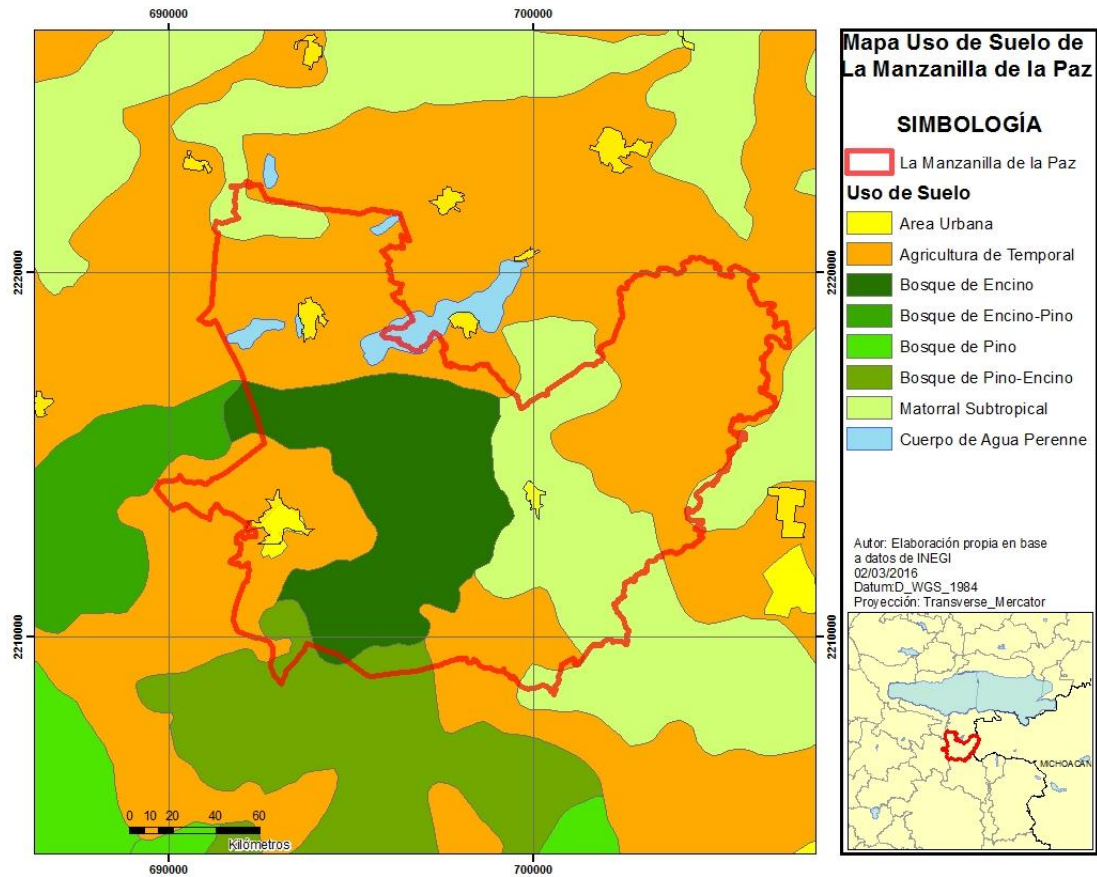 690000
700000
2220000
2220000
2210000
2210000
0 10 20 40 60
Kilómetros
690000
700000
Mapa Uso de Suelo de
La Manzanilla de la Paz
SIMBOLOGÍA
La Manzanilla de la Paz
Uso de Suelo
Area Urbana
Agricultura de Temporal
Bosque de Encino
Bosque de Encino-Pino
Bosque de Pino
Bosque de Pino-Encino
Matorral Subtropical
Cuerpo de Agua Perenne
Autor: Elaboración propia en base
a datos de INEGI
02/03/2016
Datum:D_WGS_1984
Proyección: Transverse_Mercator
MICHOACAN